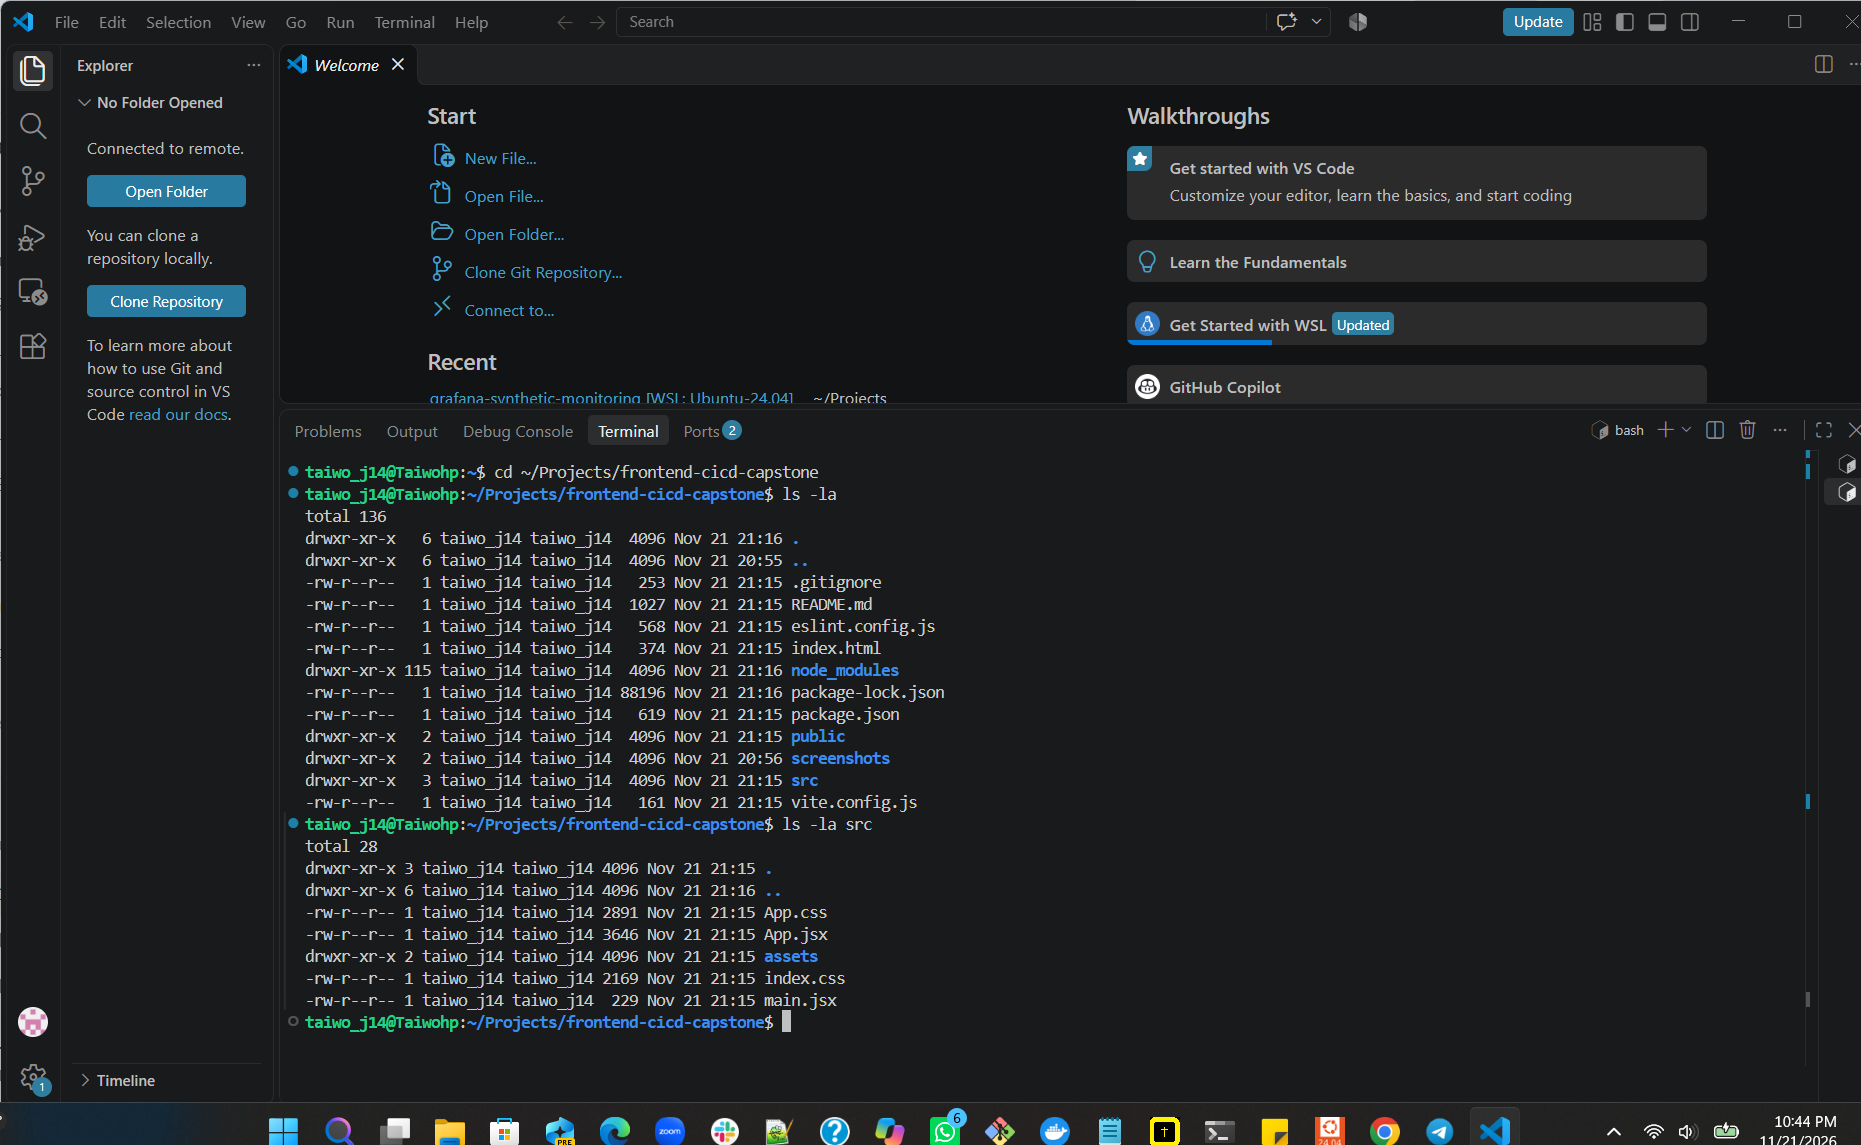 File Edit Selection View Go Run Terminal Help
Search
Update
Explorer
No Folder Opened
Connected to remote.
Open Folder
You can clone a
repository locally.
Clone Repository
To learn more about
how to use Git and
source control in VS
Code read our docs.
Timeline
1
Welcome
Start
New File...
Open File...
Open Folder...
Clone Git Repository...
Connect to...
Recent
grafana-synthetic-monitoring [WSL: Ubuntu-24.04] ~/Projects
Walkthroughs
Get started with VS Code
Customize your editor, learn the basics, and start coding
Learn the Fundamentals
Get Started with WSL Updated
GitHub Copilot
Problems Output Debug Console Terminal Ports 2
bash
taiwo_j14@Taiwohp:~$ cd ~/Projects/frontend-cicd-capstone
taiwo_j14@Taiwohp:~/Projects/frontend-cicd-capstone$ ls -la
total 136
drwxr-xr-x   6 taiwo_j14 taiwo_j14  4096 Nov 21 21:16 .
drwxr-xr-x   6 taiwo_j14 taiwo_j14  4096 Nov 21 20:55 ..
-rw-r--r--   1 taiwo_j14 taiwo_j14   253 Nov 21 21:15 .gitignore
-rw-r--r--   1 taiwo_j14 taiwo_j14  1027 Nov 21 21:15 README.md
-rw-r--r--   1 taiwo_j14 taiwo_j14   568 Nov 21 21:15 eslint.config.js
-rw-r--r--   1 taiwo_j14 taiwo_j14   374 Nov 21 21:15 index.html
drwxr-xr-x 115 taiwo_j14 taiwo_j14  4096 Nov 21 21:16 node_modules
-rw-r--r--   1 taiwo_j14 taiwo_j14 88196 Nov 21 21:16 package-lock.json
-rw-r--r--   1 taiwo_j14 taiwo_j14   619 Nov 21 21:15 package.json
drwxr-xr-x   2 taiwo_j14 taiwo_j14  4096 Nov 21 21:15 public
drwxr-xr-x   2 taiwo_j14 taiwo_j14  4096 Nov 21 20:56 screenshots
drwxr-xr-x   3 taiwo_j14 taiwo_j14  4096 Nov 21 21:15 src
-rw-r--r--   1 taiwo_j14 taiwo_j14   161 Nov 21 21:15 vite.config.js
taiwo_j14@Taiwohp:~/Projects/frontend-cicd-capstone$ ls -la src
total 28
drwxr-xr-x 3 taiwo_j14 taiwo_j14 4096 Nov 21 21:15 .
drwxr-xr-x 6 taiwo_j14 taiwo_j14 4096 Nov 21 21:16 ..
-rw-r--r-- 1 taiwo_j14 taiwo_j14 2891 Nov 21 21:15 App.css
-rw-r--r-- 1 taiwo_j14 taiwo_j14 3646 Nov 21 21:15 App.jsx
drwxr-xr-x 2 taiwo_j14 taiwo_j14 4096 Nov 21 21:15 assets
-rw-r--r-- 1 taiwo_j14 taiwo_j14 2169 Nov 21 21:15 index.css
-rw-r--r-- 1 taiwo_j14 taiwo_j14  229 Nov 21 21:15 main.jsx
taiwo_j14@Taiwohp:~/Projects/frontend-cicd-capstone$
PRE
zoom
6
24.04
10:44 PM
11/21/2026